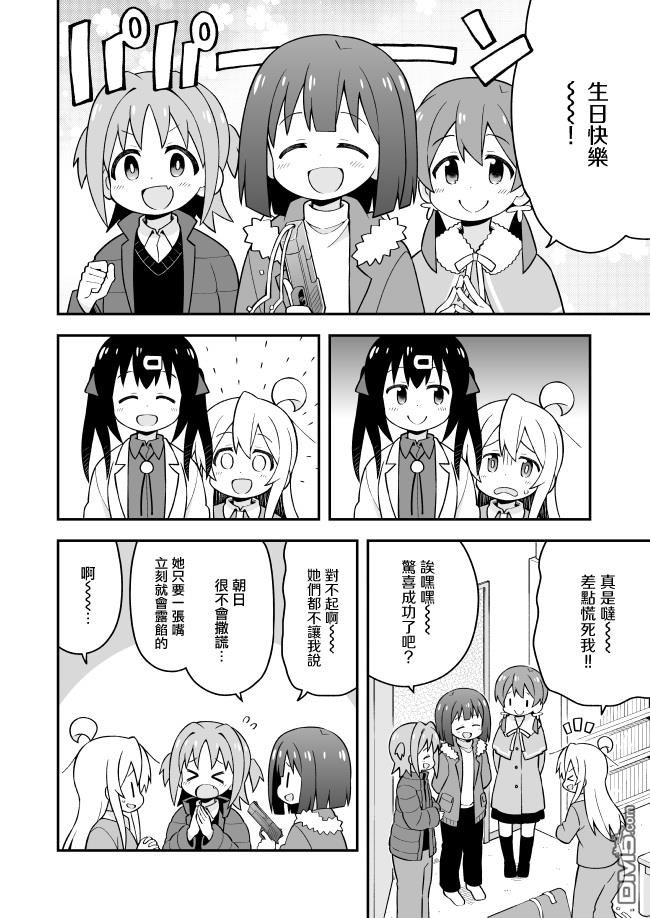 パパパーン
生日快樂
〰〰!
真是噠〰
差點慌死我!!
誒嘿嘿〰
驚喜成功了吧?
對不起啊〰
她們都不讓我說
朝日
很不會撒謊…
她只要一張嘴
立刻就會露餡的
啊〰〰…
DM5.com